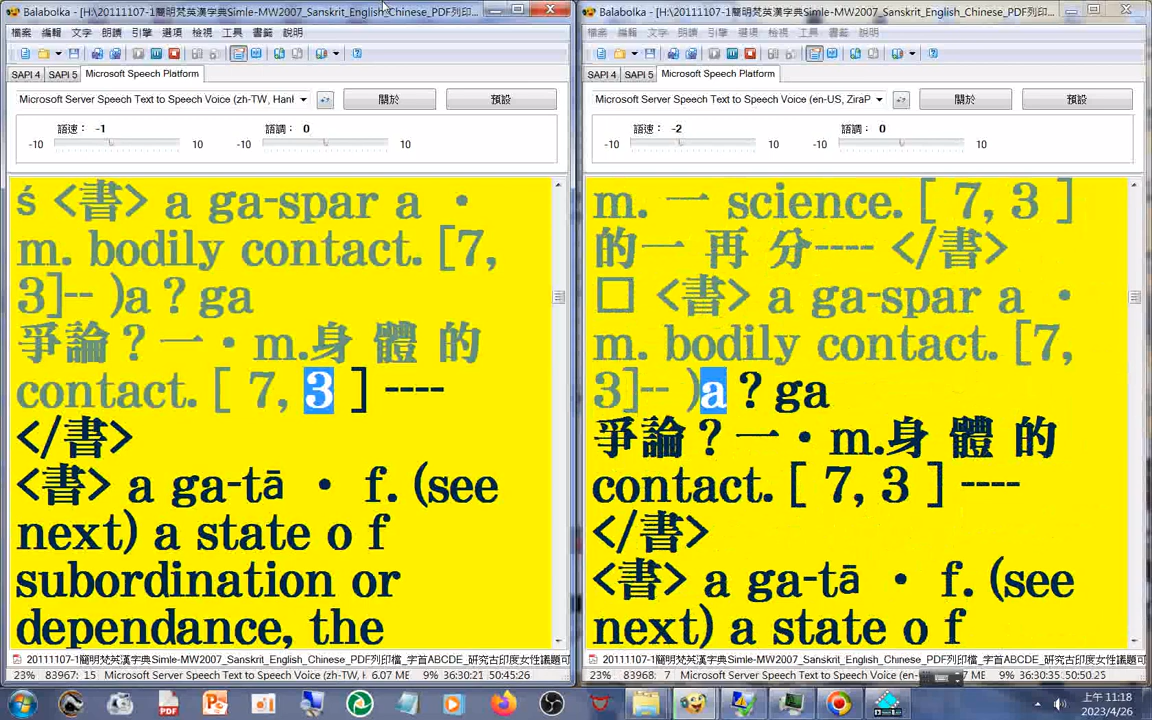 Balabolka - [H:\20111107-1簡明梵英漢字典Simle-MW2007_Sanskrit_English_Chinese_PDF列印...
檔案 編輯 文字 朗讀 引擎 選項 檢視 工具 書籤 說明
SAPI 4 SAPI 5 Microsoft Speech Platform
Microsoft Server Speech Text to Speech Voice (zh-TW, Hanl
關於 預設
語速: -1 語調: 0
-10 10 -10 10
ś <書> a ga-spar a •
m. bodily contact. [7,
3]-- )a ? ga
爭論 ? 一 • m.身 體 的
contact. [ 7, 3 ] ----
</書>
<書> a ga-tā • f. (see
next) a state o f
subordination or
dependance, the
20111107-1簡明梵英漢字典Simle-MW2007_Sanskrit_English_Chinese_PDF列印檔_字首ABCDE_研究古印度女性議題可
23% 83967: 15 Microsoft Server Speech Text to Speech Voice (zh-TW, H 6.07 ME 9% 36:30:21 50:45:26
Balabolka - [H:\20111107-1簡明梵英漢字典Simle-MW2007_Sanskrit_English_Chinese_PDF列印...
檔案 編輯 文字 朗讀 引擎 選項 檢視 工具 書籤 說明
SAPI 4 SAPI 5 Microsoft Speech Platform
Microsoft Server Speech Text to Speech Voice (en-US, ZiraP
關於 預設
語速: -2 語調: 0
-10 10 -10 10
m. 一 science. [ 7, 3 ]
的一 再 分---- </書>
□ <書> a ga-spar a •
m. bodily contact. [7,
3]-- )a ? ga
爭論 ? 一 • m.身 體 的
contact. [ 7, 3 ] ----
</書>
<書> a ga-tā • f. (see
next) a state o f
20111107-1簡明梵英漢字典Simle-MW2007_Sanskrit_English_Chinese_PDF列印檔_字首ABCDE_研究古印度女性議題可
23% 83968: 7 Microsoft Server Speech Text to Speech Voice (en-US, 9% 36:30:35 50:50:25
上午 11:18
2023/4/26